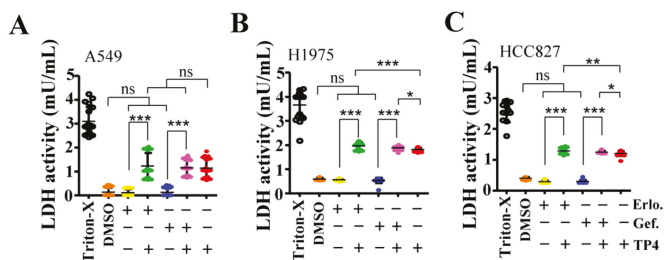 A
A549
LDH activity (mU/mL)
5
4
3
2
1
0
ns
ns
***
***
Triton-X
DMSO
– + + – – –
– – – + + –
– – + – + +
B
H1975
LDH activity (mU/mL)
5
4
3
2
1
0
***
ns
*
***
***
Triton-X
DMSO
– + + – – –
– – – + + –
– – + – + +
C
HCC827
LDH activity (mU/mL)
4
3
2
1
0
**
ns
*
***
***
Triton-X
DMSO
– + + – – – Erlo.
– – – + + – Gef.
– – + – + + TP4